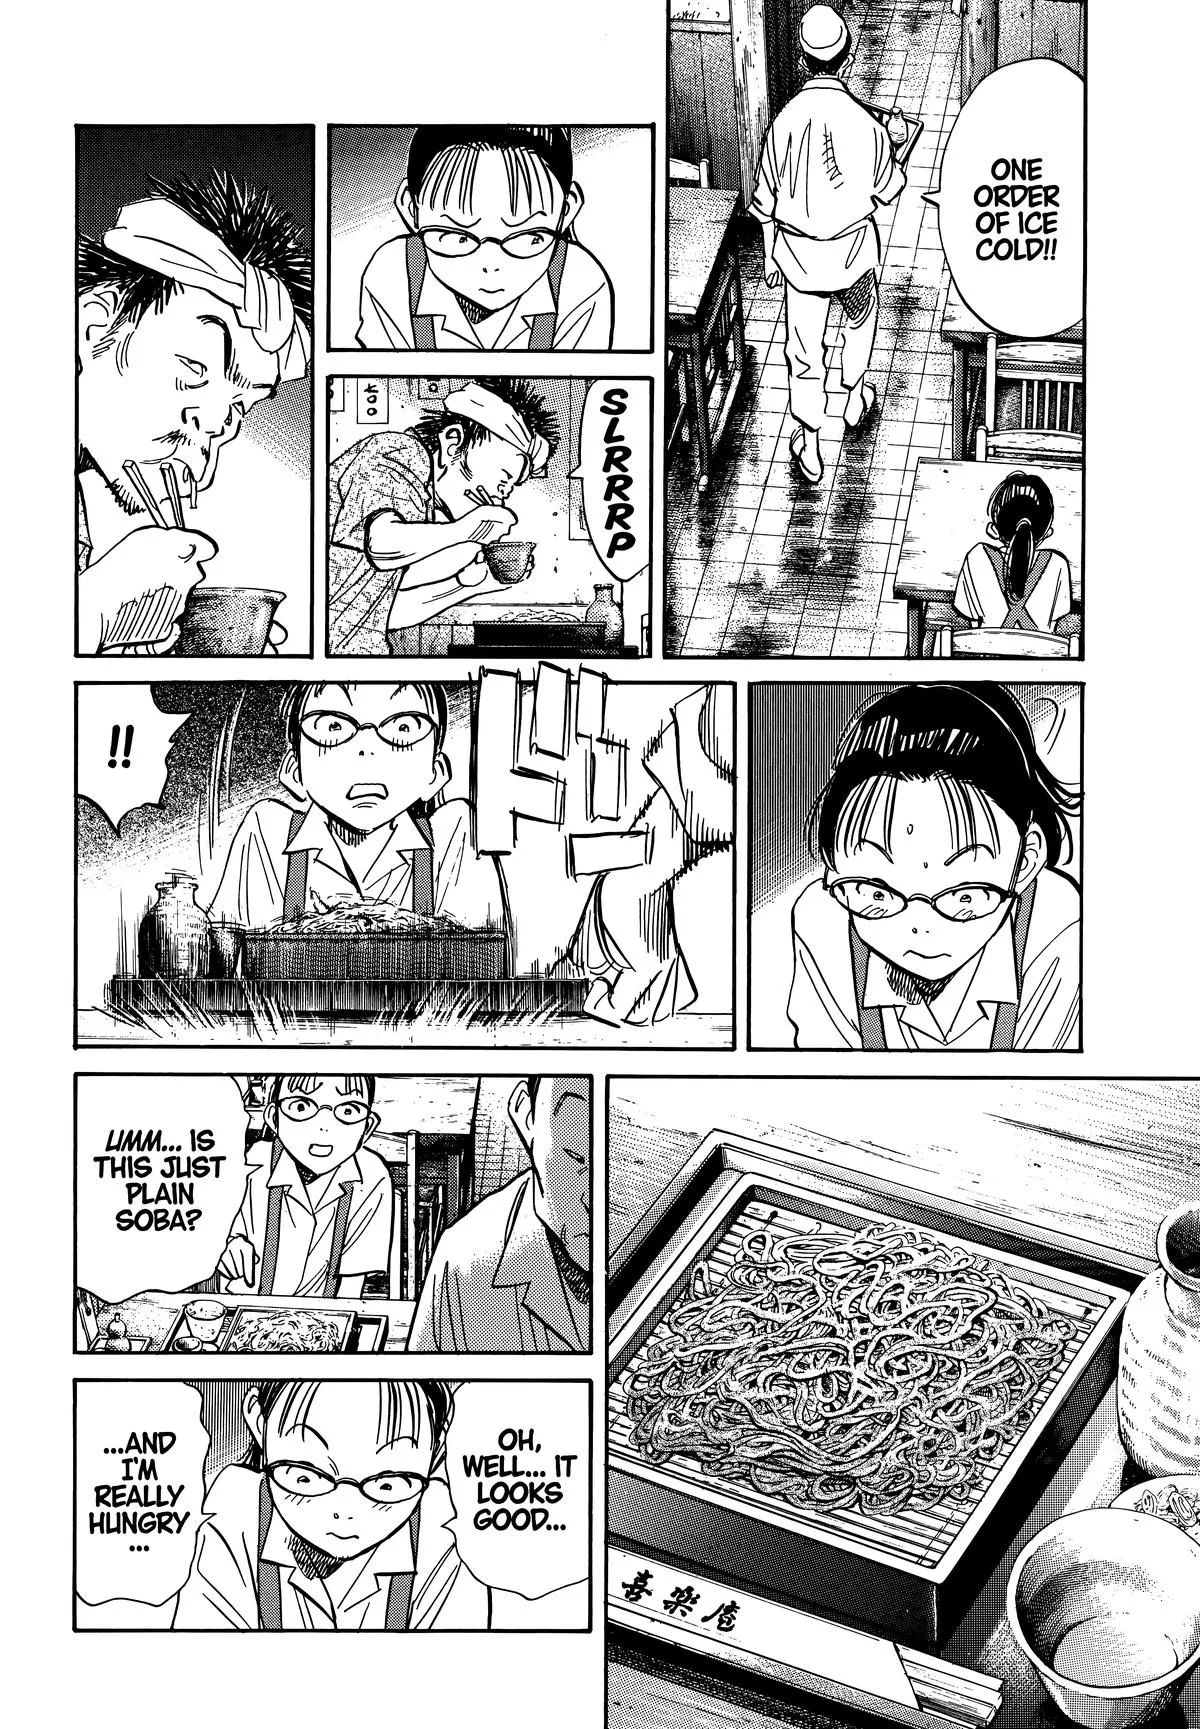 ONE
ORDER
OF ICE
COLD!!
SLRRRP
!!
UMM... IS
THIS JUST
PLAIN
SOBA?
OH,
WELL... IT
LOOKS
GOOD...
...AND
I'M
REALLY
HUNGRY
...
喜楽庵